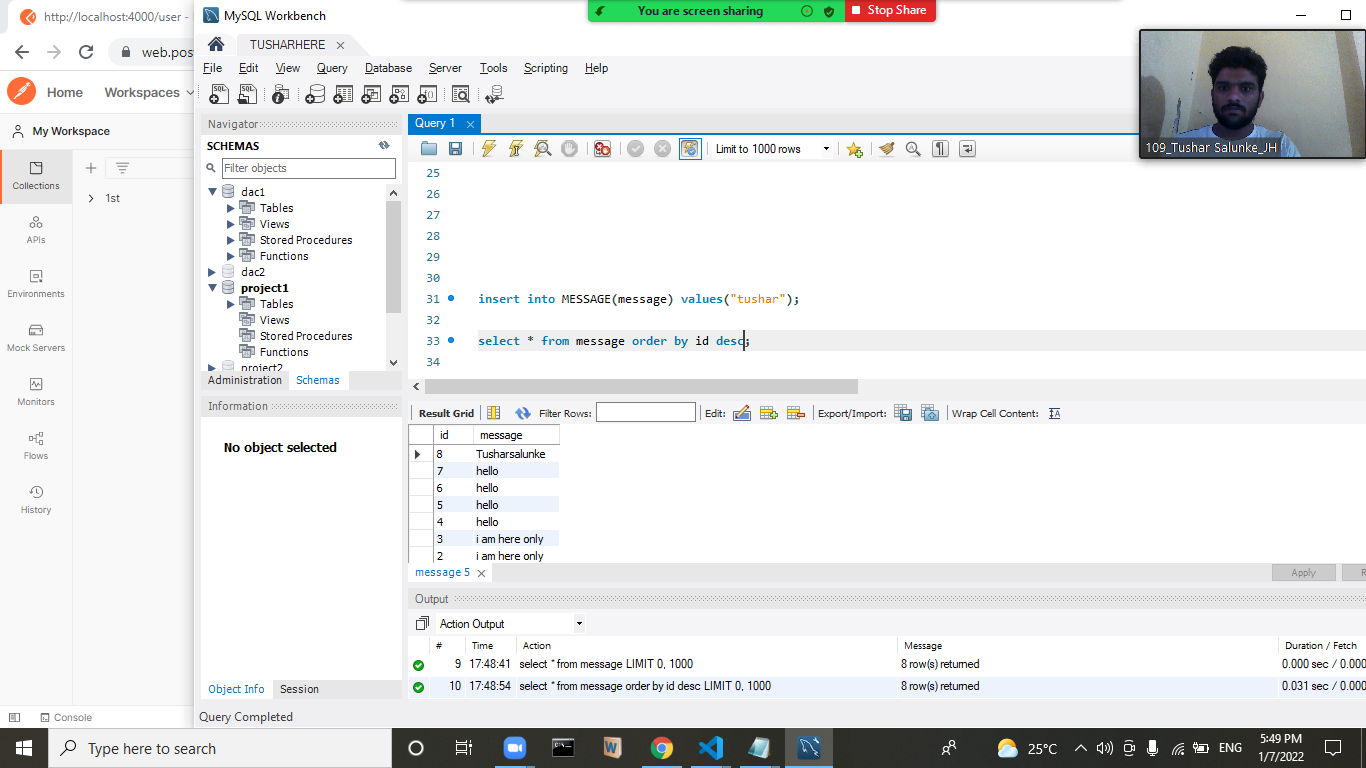 http://localhost:4000/user -
MySQL Workbench
You are screen sharing
Stop Share
web.pos
TUSHARHERE
File Edit View Query Database Server Tools Scripting Help
Home Workspaces
My Workspace
Collections
APIs
Environments
Mock Servers
Monitors
Flows
History
1st
Console
Navigator
SCHEMAS
Filter objects
dac1
Tables
Views
Stored Procedures
Functions
dac2
project1
Tables
Views
Stored Procedures
Functions
project2
Administration Schemas
Information
No object selected
Object Info Session
Query Completed
Query 1
Limit to 1000 rows
109_Tushar Salunke_JH
25
26
27
28
29
30
31 insert into MESSAGE(message) values("tushar");
32
33 select * from message order by id desc;
34
Result Grid Filter Rows: Edit: Export/Import: Wrap Cell Content:
id message
8 Tusharsalunke
7 hello
6 hello
5 hello
4 hello
3 i am here only
2 i am here only
message 5
Apply R
Output
Action Output
# Time Action Message Duration / Fetch
9 17:48:41 select * from message LIMIT 0, 1000 8 row(s) returned 0.000 sec / 0.000
10 17:48:54 select * from message order by id desc LIMIT 0, 1000 8 row(s) returned 0.031 sec / 0.000
Type here to search
25°C
ENG
5:49 PM
1/7/2022